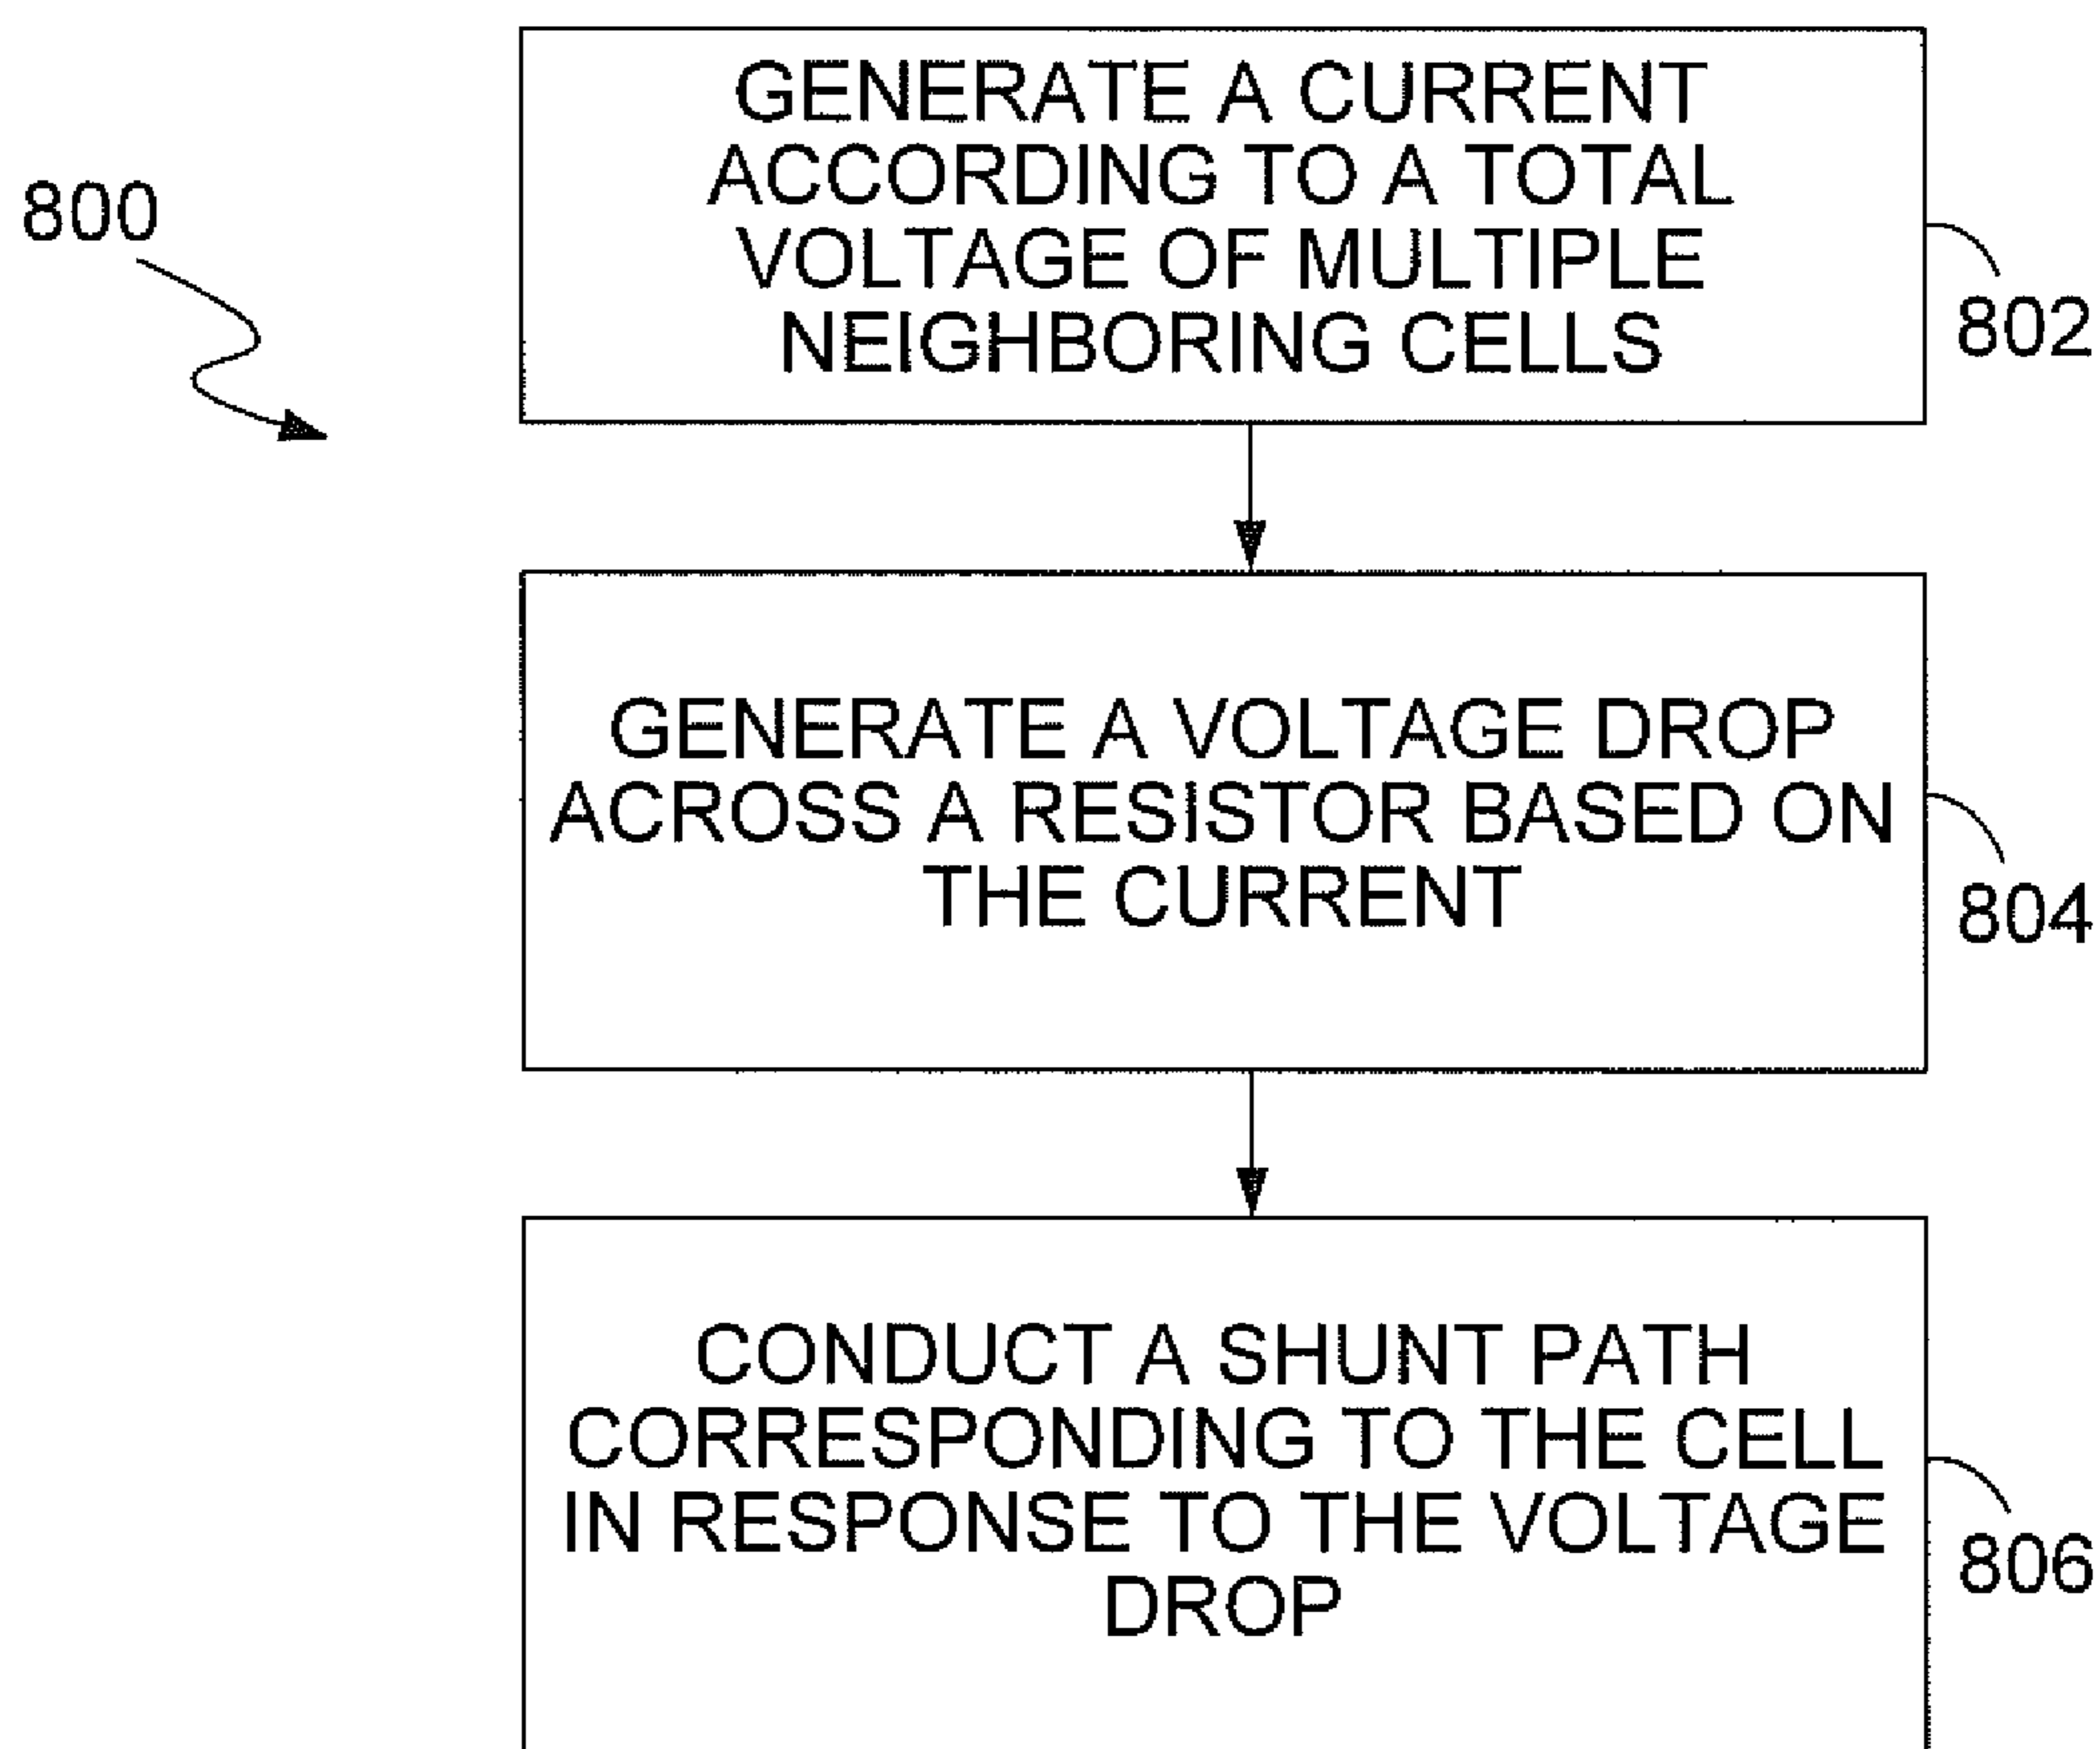 800
GENERATE A CURRENT
ACCORDING TO A TOTAL
VOLTAGE OF MULTIPLE
NEIGHBORING CELLS
802
GENERATE A VOLTAGE DROP
ACROSS A RESISTOR BASED ON
THE CURRENT
804
CONDUCT A SHUNT PATH
CORRESPONDING TO THE CELL
IN RESPONSE TO THE VOLTAGE
DROP
806